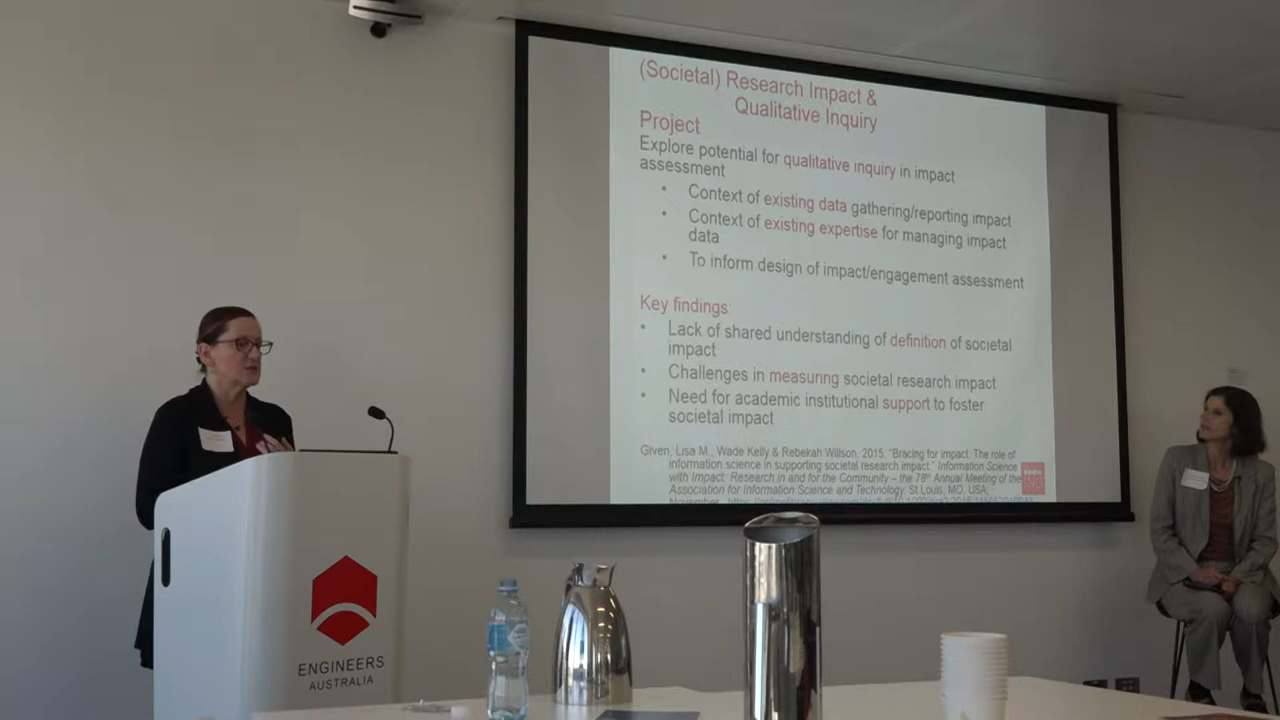 (Societal) Research Impact &
Qualitative Inquiry
Project
Explore potential for qualitative inquiry in impact
assessment
• Context of existing data gathering/reporting impact
• Context of existing expertise for managing impact
data
• To inform design of impact/engagement assessment
Key findings:
• Lack of shared understanding of definition of societal
impact
• Challenges in measuring societal research impact
• Need for academic institutional support to foster
societal impact
Given, Lisa M., Wade Kelly & Rebekah Willson. 2015. "Bracing for impact: The role of
information science in supporting societal research impact." Information Science
with Impact: Research in and for the Community – the 78th Annual Meeting of the
Association for Information Science and Technology. St Louis, MO, USA;
November.
ENGINEERS
AUSTRALIA